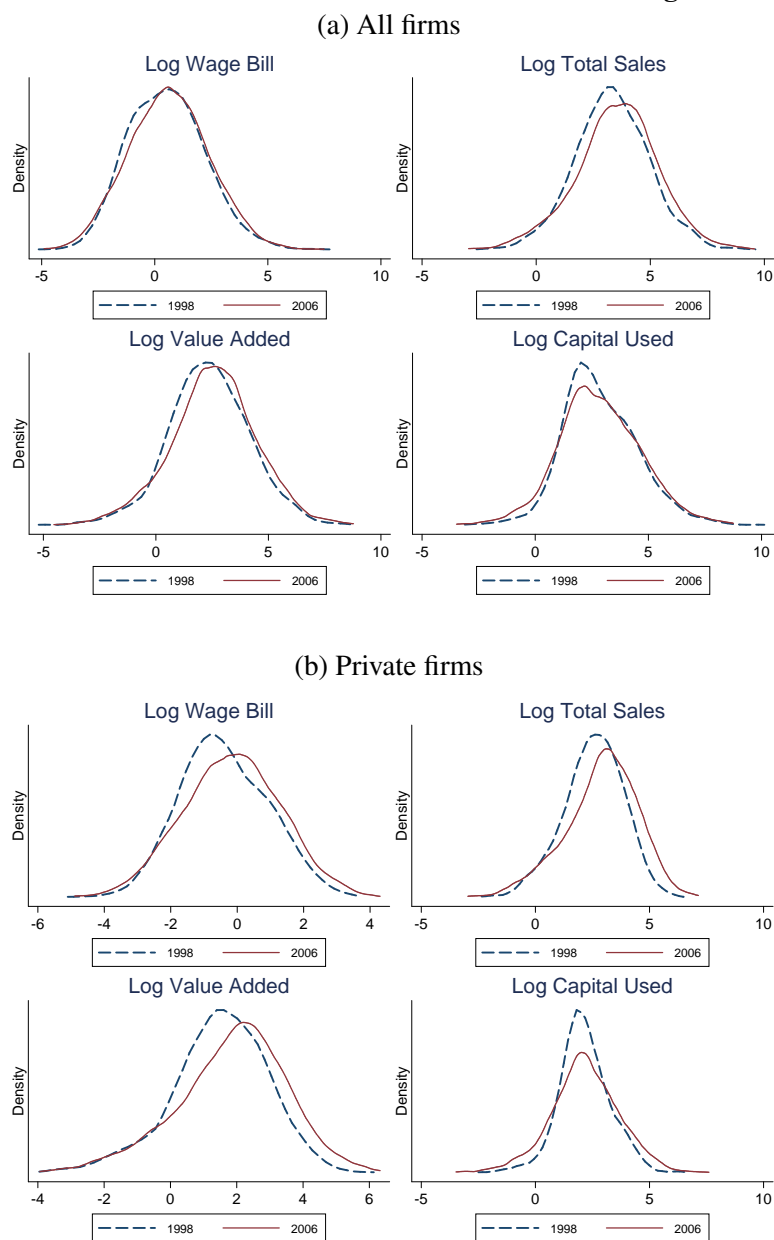 (a) All firms
Log Wage Bill
Density
-5 0 5 10
1998 2006
Log Total Sales
Density
-5 0 5 10
1998 2006
Log Value Added
Density
-5 0 5 10
1998 2006
Log Capital Used
Density
-5 0 5 10
1998 2006
(b) Private firms
Log Wage Bill
Density
-6 -4 -2 0 2 4
1998 2006
Log Total Sales
Density
-5 0 5 10
1998 2006
Log Value Added
Density
-4 -2 0 2 4 6
1998 2006
Log Capital Used
Density
-5 0 5 10
1998 2006